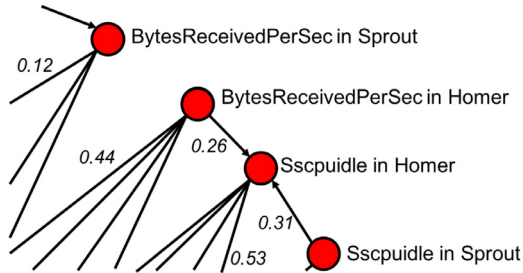 BytesReceivedPerSec in Sprout
0.12
BytesReceivedPerSec in Homer
0.44
0.26
Sscpuidle in Homer
0.31
0.53
Sscpuidle in Sprout